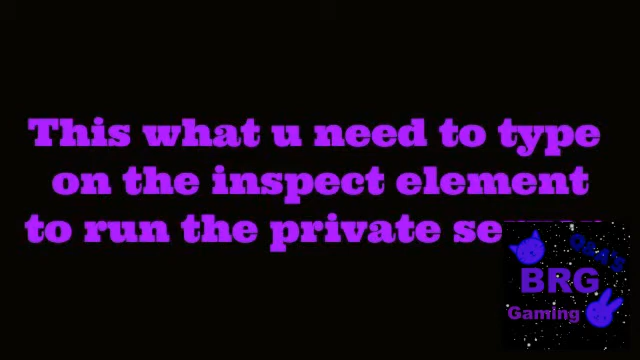 This what u need to type
on the inspect element
to run the private
BRG
Gaming